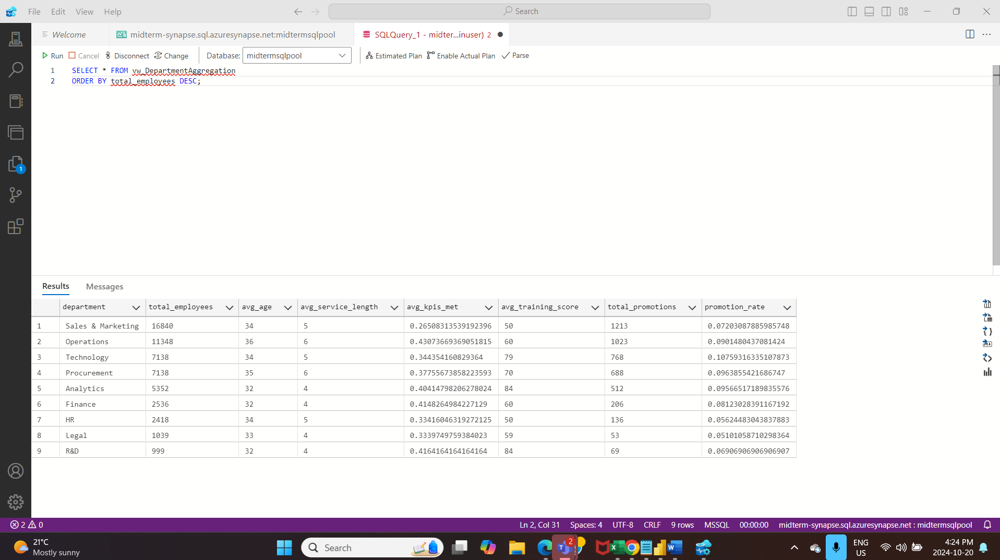 File Edit View Help Search
Welcome midterm-synapse.sql.azuresynapse.net:midtermsqlpool SQLQuery_1 - midter...inuser) 2
Run Cancel Disconnect Change Database: midtermsqlpool Estimated Plan Enable Actual Plan Parse
1 SELECT * FROM vw_DepartmentAggregation
2 ORDER BY total_employees DESC;
1
Results Messages
department total_employees avg_age avg_service_length avg_kpis_met avg_training_score total_promotions promotion_rate
1 Sales & Marketing 16840 34 5 0.26508313539192396 50 1213 0.07203087885985748
2 Operations 11348 36 6 0.43073669369051815 60 1023 0.0901480437081424
3 Technology 7138 34 5 0.344354160829364 79 768 0.10759316335107873
4 Procurement 7138 35 6 0.37755673858223593 70 688 0.0963855421686747
5 Analytics 5352 32 4 0.40414798206278024 84 512 0.09566517189835576
6 Finance 2536 32 4 0.4148264984227129 60 206 0.08123028391167192
7 HR 2418 34 5 0.33416046319272125 50 136 0.05624483043837883
8 Legal 1039 33 4 0.3339749759384023 59 53 0.05101058710298364
9 R&D 999 32 4 0.4164164164164164 84 69 0.06906906906906907
2 0 Ln 2, Col 31 Spaces: 4 UTF-8 CRLF 9 rows MSSQL 00:00:00 midterm-synapse.sql.azuresynapse.net : midtermsqlpool
21°C
Mostly sunny
Search
2
ENG
US
4:24 PM
2024-10-20